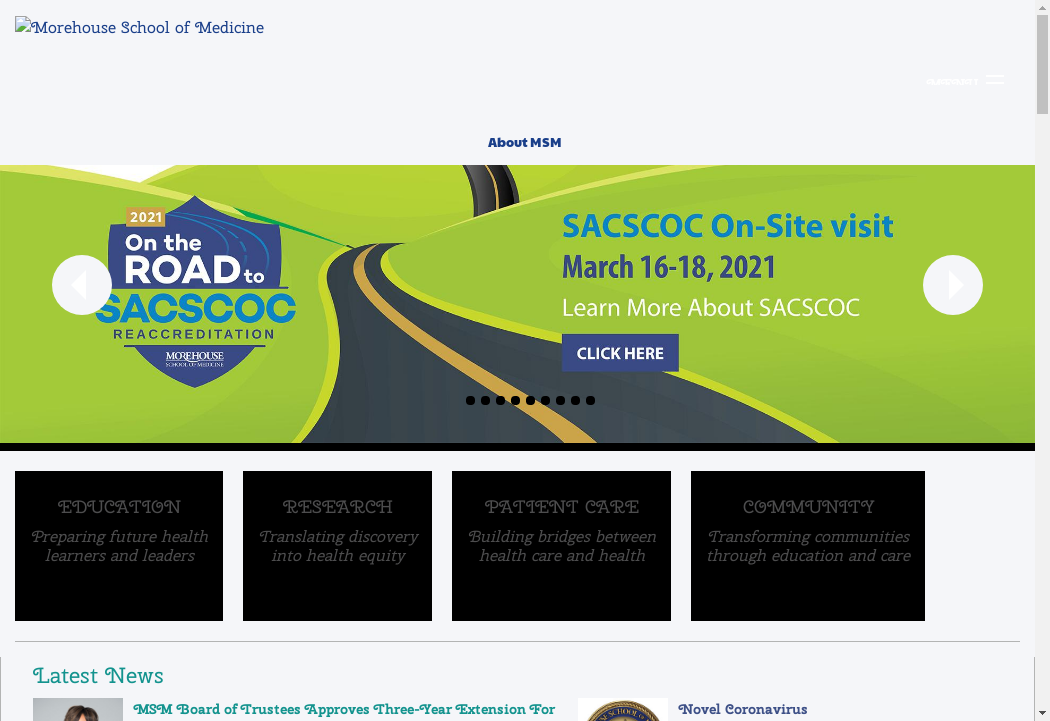 Morehouse School of Medicine
About MSM
2021
On the
ROAD to
SACSCOC
REACCREDITATION
MOREHOUSE
SCHOOL OF MEDICINE
SACSCOC On-Site visit
March 16-18, 2021
Learn More About SACSCOC
CLICK HERE
EDUCATION
Preparing future health
learners and leaders
RESEARCH
Translating discovery
into health equity
PATIENT CARE
Building bridges between
health care and health
COMMUNITY
Transforming communities
through education and care
Latest News
MSM Board of Trustees Approves Three-Year Extension For
Novel Coronavirus